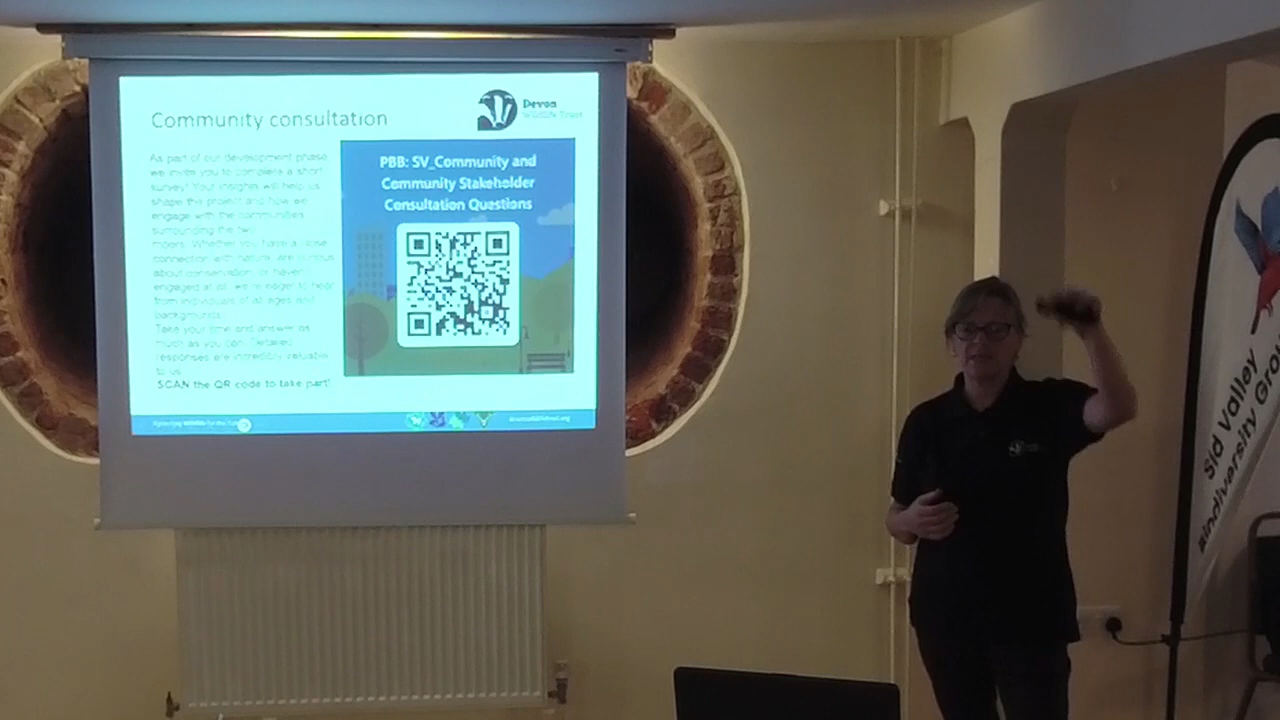 Community consultation
Devon
Wildlife Trust
As part of our development phase,
we invite you to complete a short
survey! Your insights will help us
shape this project and how we
engage with the communities
surrounding the two
moors. Whether you have a close
connection with nature, are curious
about conservation, or haven't
engaged at all, we're eager to hear
from individuals of all ages and
backgrounds.
Take your time and answer as
much as you can. Detailed
responses are incredibly valuable
to us.
SCAN the QR code to take part!
PBB: SV_Community and
Community Stakeholder
Consultation Questions
Sid Valley
Biodiversity Gro